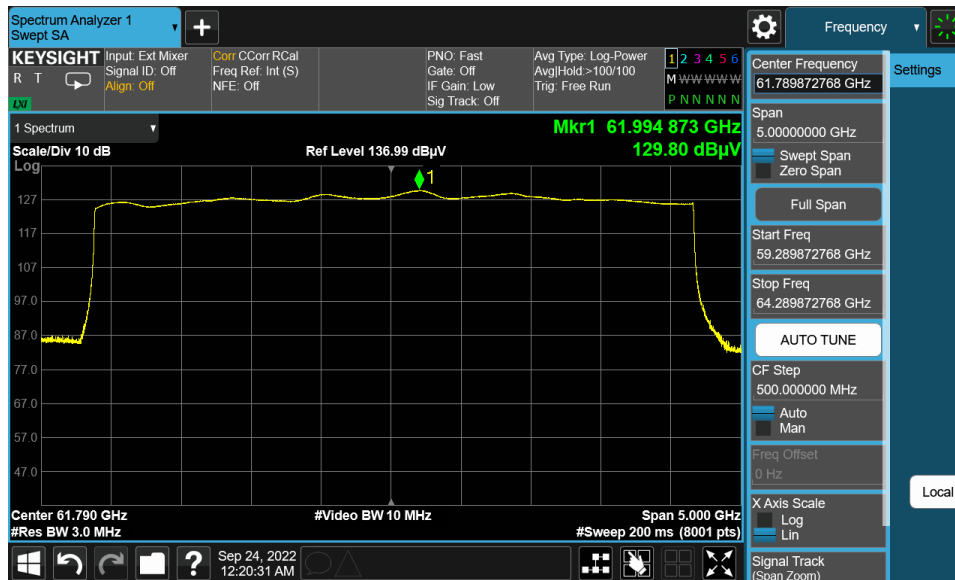 Spectrum Analyzer 1
Swept SA
+
Frequency
KEYSIGHT
R T
LXI
Input: Ext Mixer
Signal ID: Off
Align: Off
Corr CCorr RCal
Freq Ref: Int (S)
NFE: Off
PNO: Fast
Gate: Off
IF Gain: Low
Sig Track: Off
Avg Type: Log-Power
Avg|Hold:>100/100
Trig: Free Run
1 2 3 4 5 6
M W W W W W
P N N N N N
1 Spectrum
Scale/Div 10 dB
Ref Level 136.99 dBµV
Mkr1 61.994 873 GHz
129.80 dBµV
Log
1
127
117
107
97.0
87.0
77.0
67.0
57.0
47.0
Center 61.790 GHz
#Video BW 10 MHz
Span 5.000 GHz
#Res BW 3.0 MHz
#Sweep 200 ms (8001 pts)
?
Sep 24, 2022
12:20:31 AM
Center Frequency
61.789872768 GHz
Span
5.00000000 GHz
Swept Span
Zero Span
Full Span
Start Freq
59.289872768 GHz
Stop Freq
64.289872768 GHz
AUTO TUNE
CF Step
500.000000 MHz
Auto
Man
Freq Offset
0 Hz
X Axis Scale
Log
Lin
Signal Track
(Span Zoom)
Settings
Local